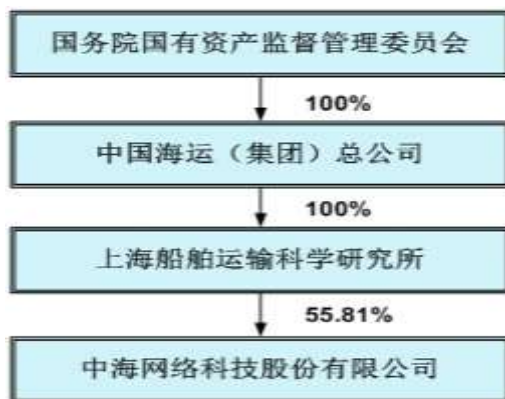 国务院国有资产监督管理委员会
100%
中国海运（集团）总公司
100%
上海船舶运输科学研究所
55.81%
中海网络科技股份有限公司